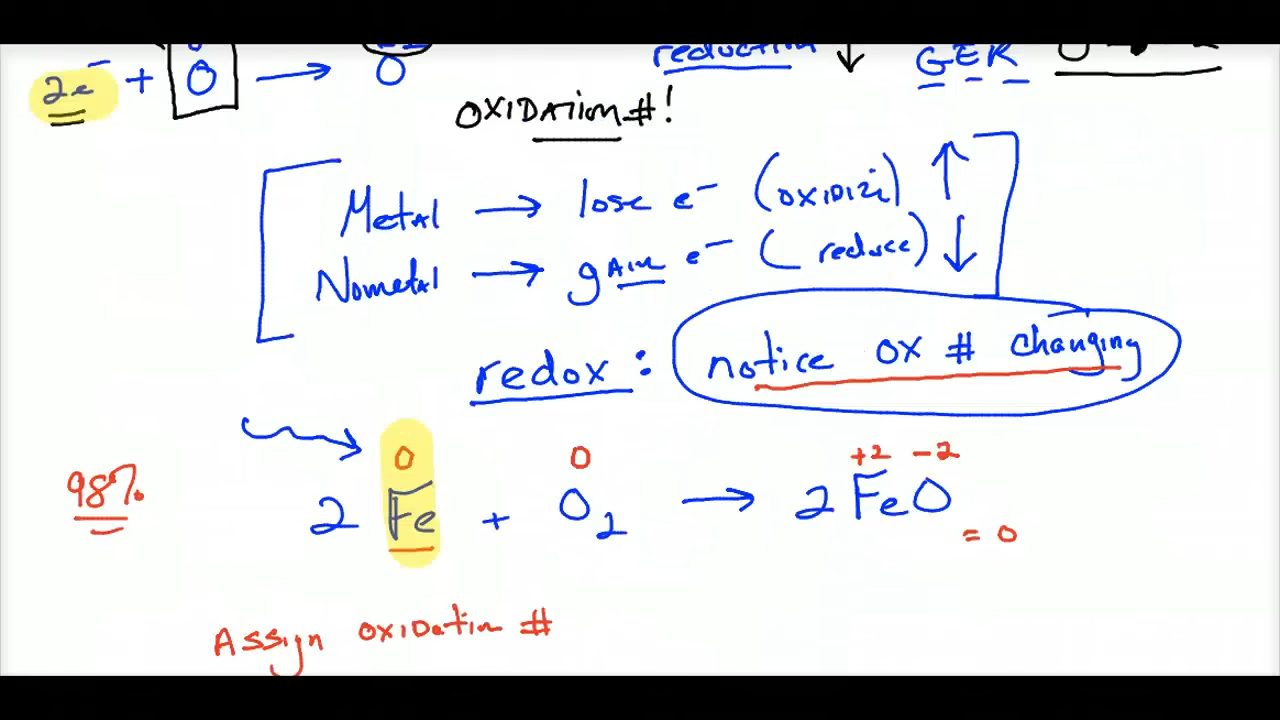 2e⁻ + O → O
reduction ↓ GER
OXIDATION #!
Metal → lose e⁻ (oxidizi) ↑
Nometal → gAin e⁻ ( reduce) ↓
redox: notice ox # changing
0 0 +2 -2
98% 2 Fe + O₂ → 2 FeO
= 0
Assign oxidatin #